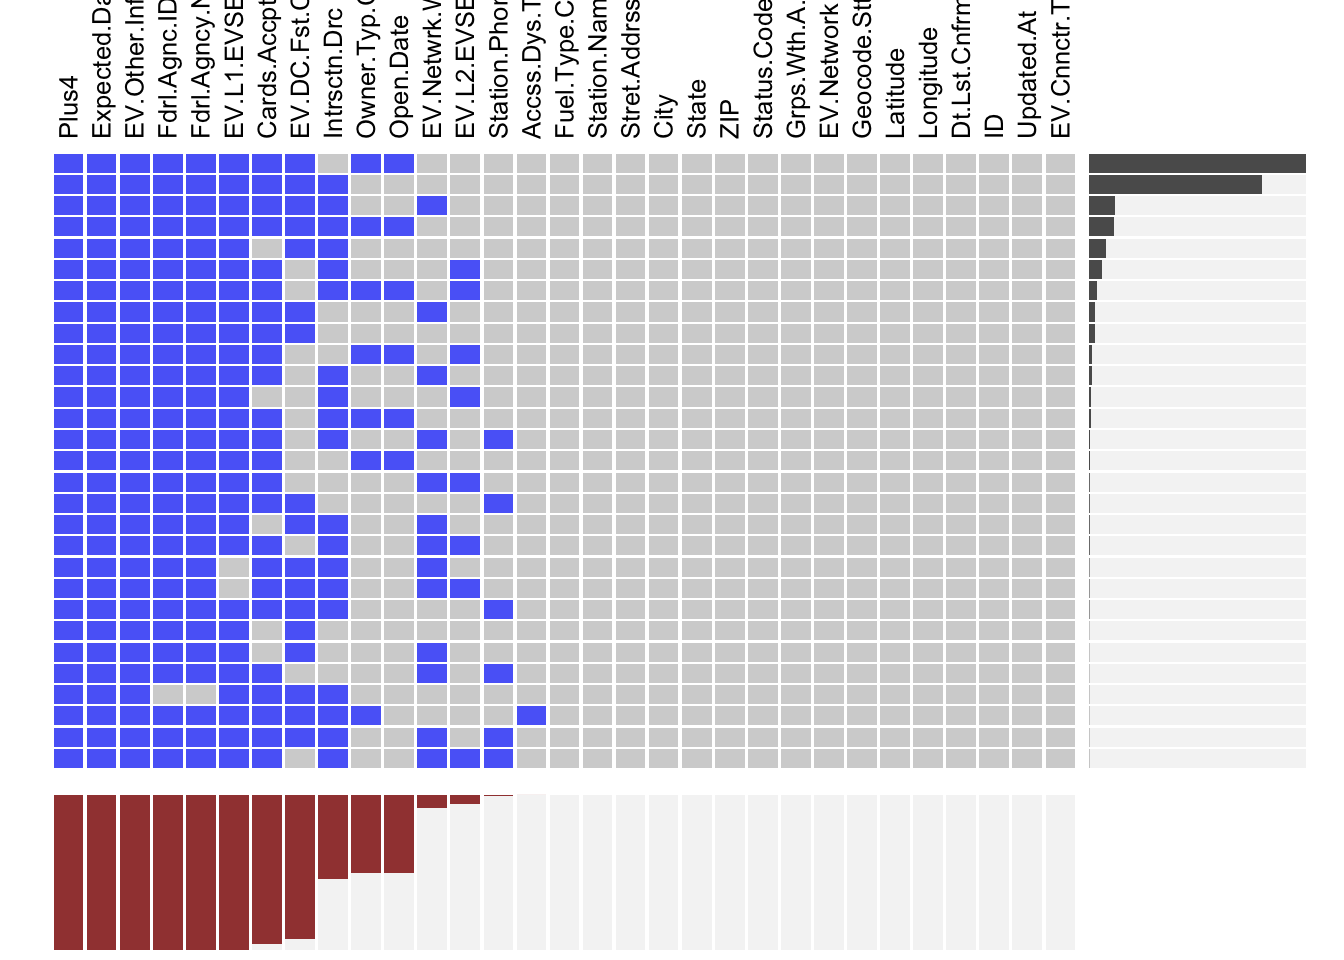 Plus4
Expected.Da
EV.Other.Inf
Fdrl.Agnc.ID
Fdrl.Agncy.N
EV.L1.EVSE
Cards.Accpt
EV.DC.Fst.C
Intrsctn.Drc
Owner.Typ.C
Open.Date
EV.Netwrk.W
EV.L2.EVSE
Station.Phon
Accss.Dys.T
Fuel.Type.C
Station.Nam
Stret.Addrss
City
State
ZIP
Status.Code
Grps.Wth.A.
EV.Network
Geocode.Stt
Latitude
Longitude
Dt.Lst.Cnfrm
ID
Updated.At
EV.Cnnctr.T